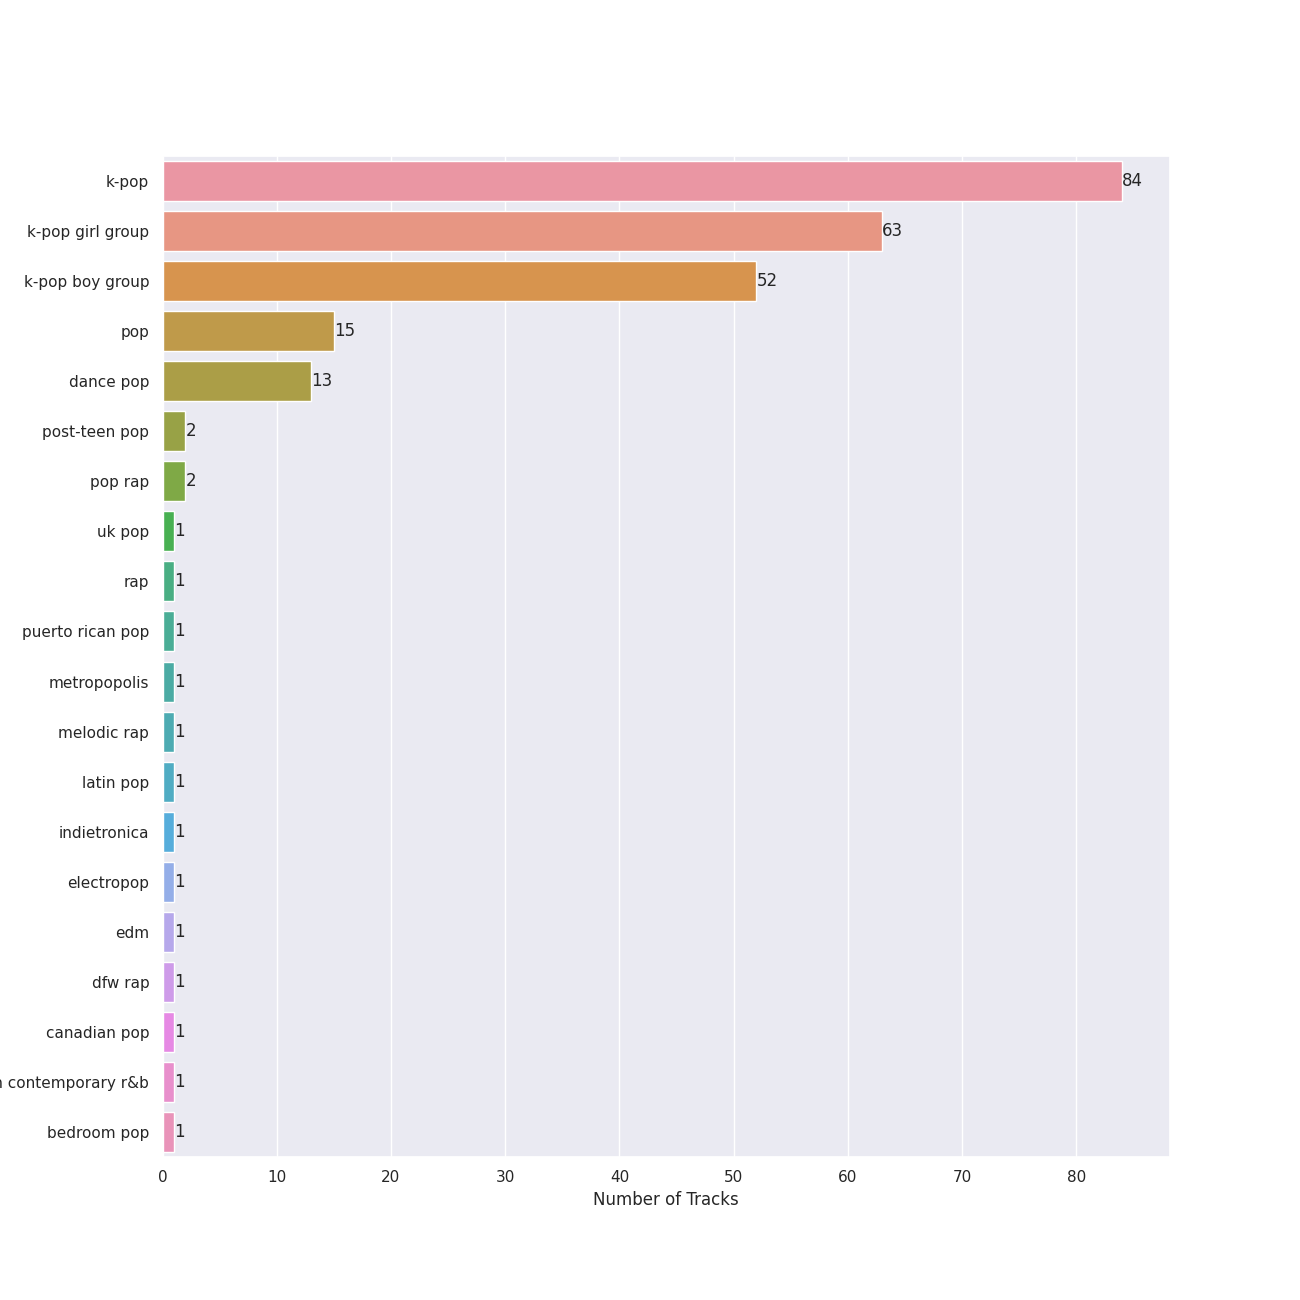 k-pop 84
k-pop girl group 63
k-pop boy group 52
pop 15
dance pop 13
post-teen pop 2
pop rap 2
uk pop 1
rap 1
puerto rican pop 1
metropopolis 1
melodic rap 1
latin pop 1
indietronica 1
electropop 1
edm 1
dfw rap 1
canadian pop 1
contemporary r&b 1
bedroom pop 1
0 10 20 30 40 50 60 70 80
Number of Tracks